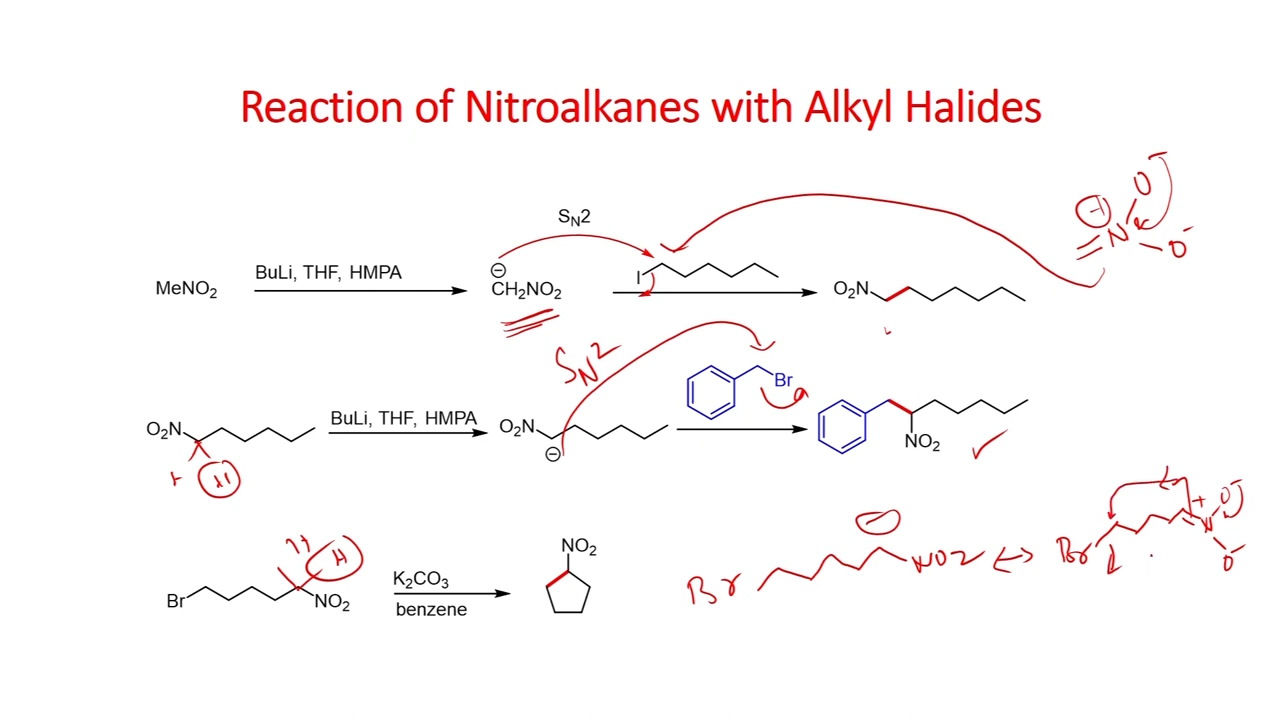 Reaction of Nitroalkanes with Alkyl Halides
SN2
MeNO2
BuLi, THF, HMPA
⊖
CH2NO2
I
O2N
⊖ O
=N
O-
SN2
Br
O2N
H
BuLi, THF, HMPA
O2N
⊖
NO2
Br
H
H
NO2
K2CO3
benzene
NO2
⊖
Br
NO2 ↔ Br
+
N
O-
O-